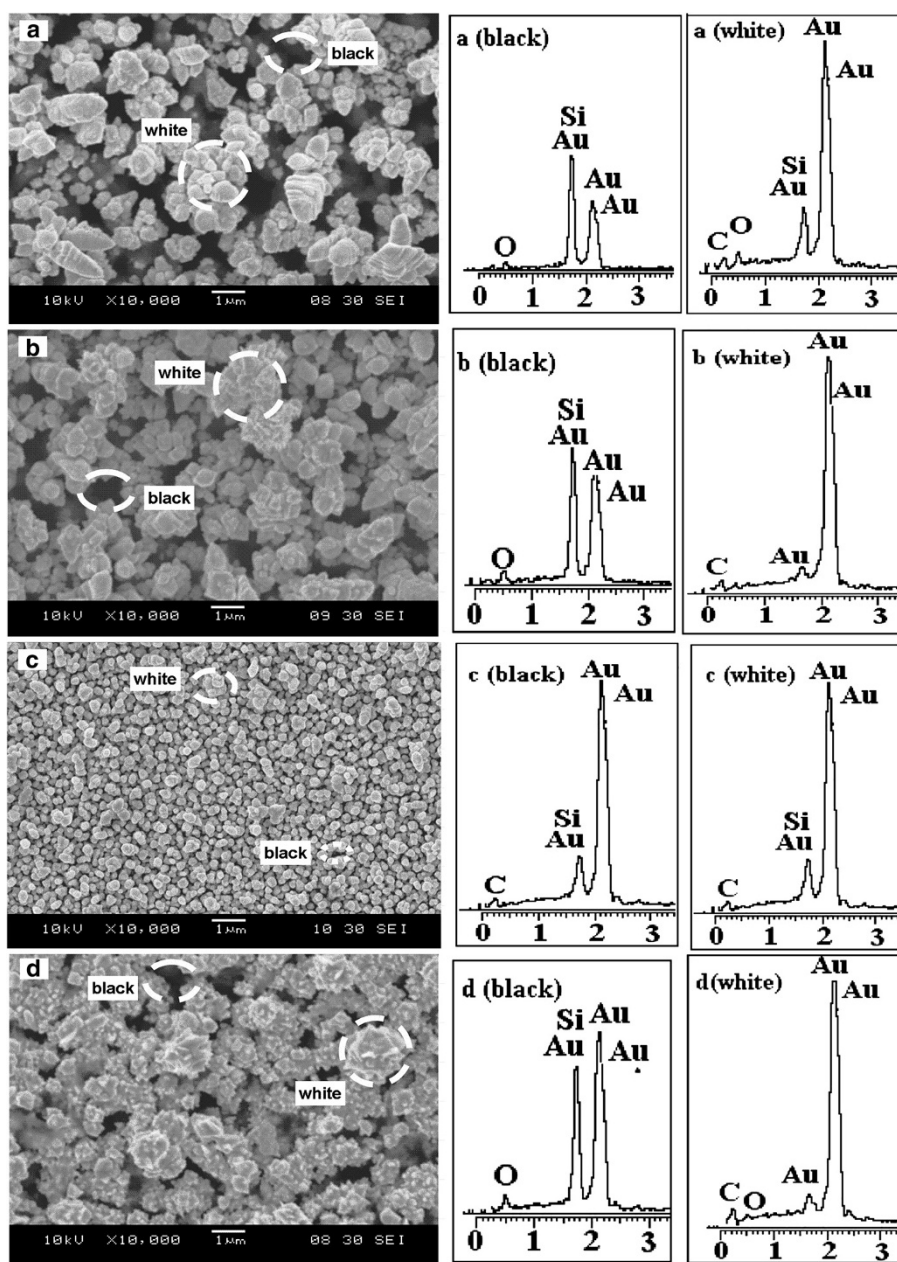 a
black
white
10kV X10,000 1μm 08 30 SEI
a (black)
Si
Au
Au
Au
O
0 1 2 3
a (white)
Au
Au
Si
Au
C
O
0 1 2 3
b
white
black
10kV X10,000 1μm 09 30 SEI
b (black)
Si
Au
Au
Au
O
0 1 2 3
b (white)
Au
Au
C
Au
0 1 2 3
c
white
black
10kV X10,000 1μm 10 30 SEI
c (black)
Au
Au
Si
Au
C
0 1 2 3
c (white)
Au
Au
Si
Au
C
0 1 2 3
d
black
white
10kV X10,000 1μm 08 30 SEI
d (black)
Si
Au
Au
Au
O
0 1 2 3
d(white)
Au
Au
C
O
Au
0 1 2 3